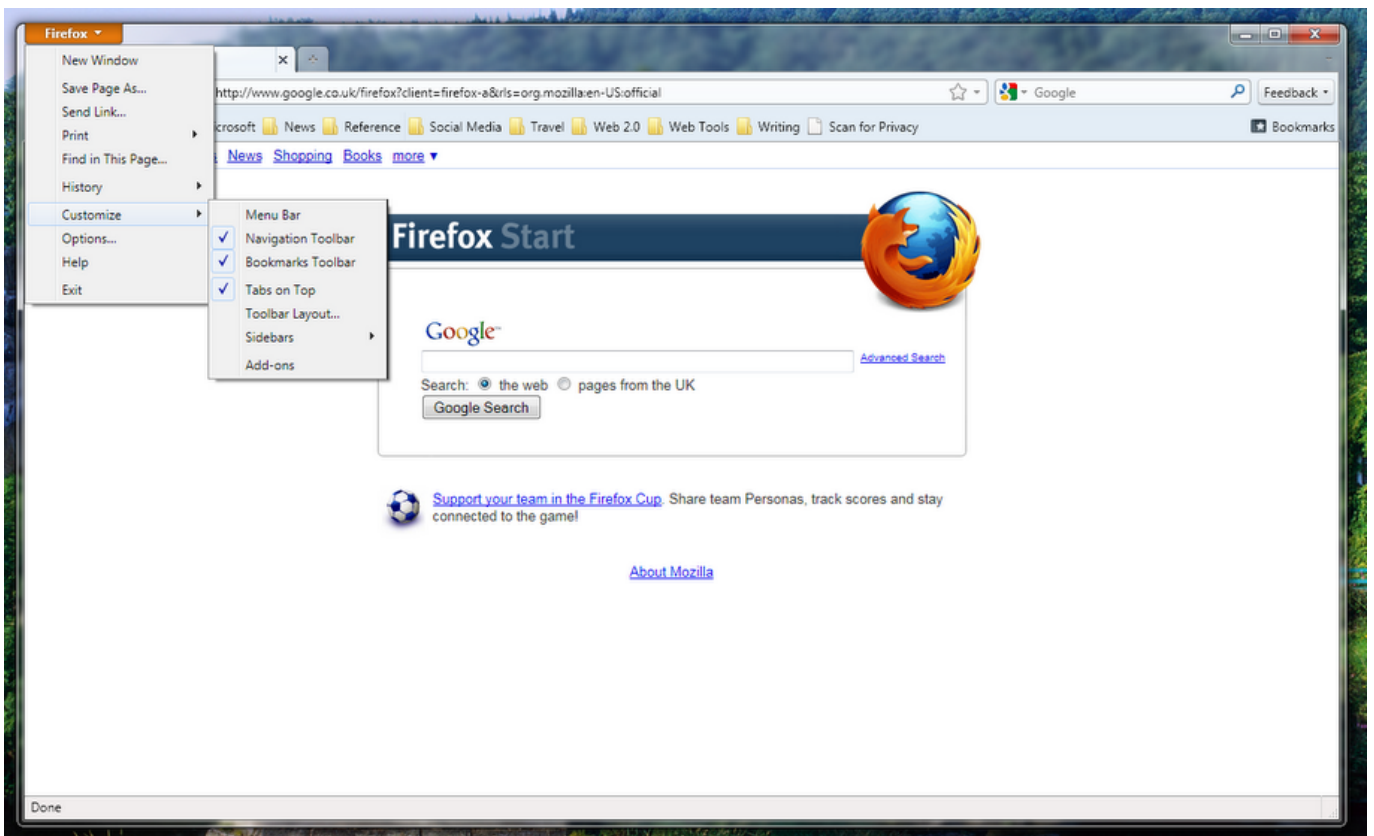 Firefox
New Window
Save Page As...
Send Link...
Print
Find in This Page...
History
Customize
Options...
Help
Exit
Menu Bar
Navigation Toolbar
Bookmarks Toolbar
Tabs on Top
Toolbar Layout...
Sidebars
Add-ons
http://www.google.co.uk/firefox?client=firefox-a&rls=org.mozilla:en-US:official
Google
Feedback
News Reference Social Media Travel Web 2.0 Web Tools Writing Scan for Privacy Bookmarks
News Shopping Books more
Firefox Start
Google
Advanced Search
Search: the web pages from the UK
Google Search
Support your team in the Firefox Cup. Share team Personas, track scores and stay
connected to the game!
About Mozilla
Done